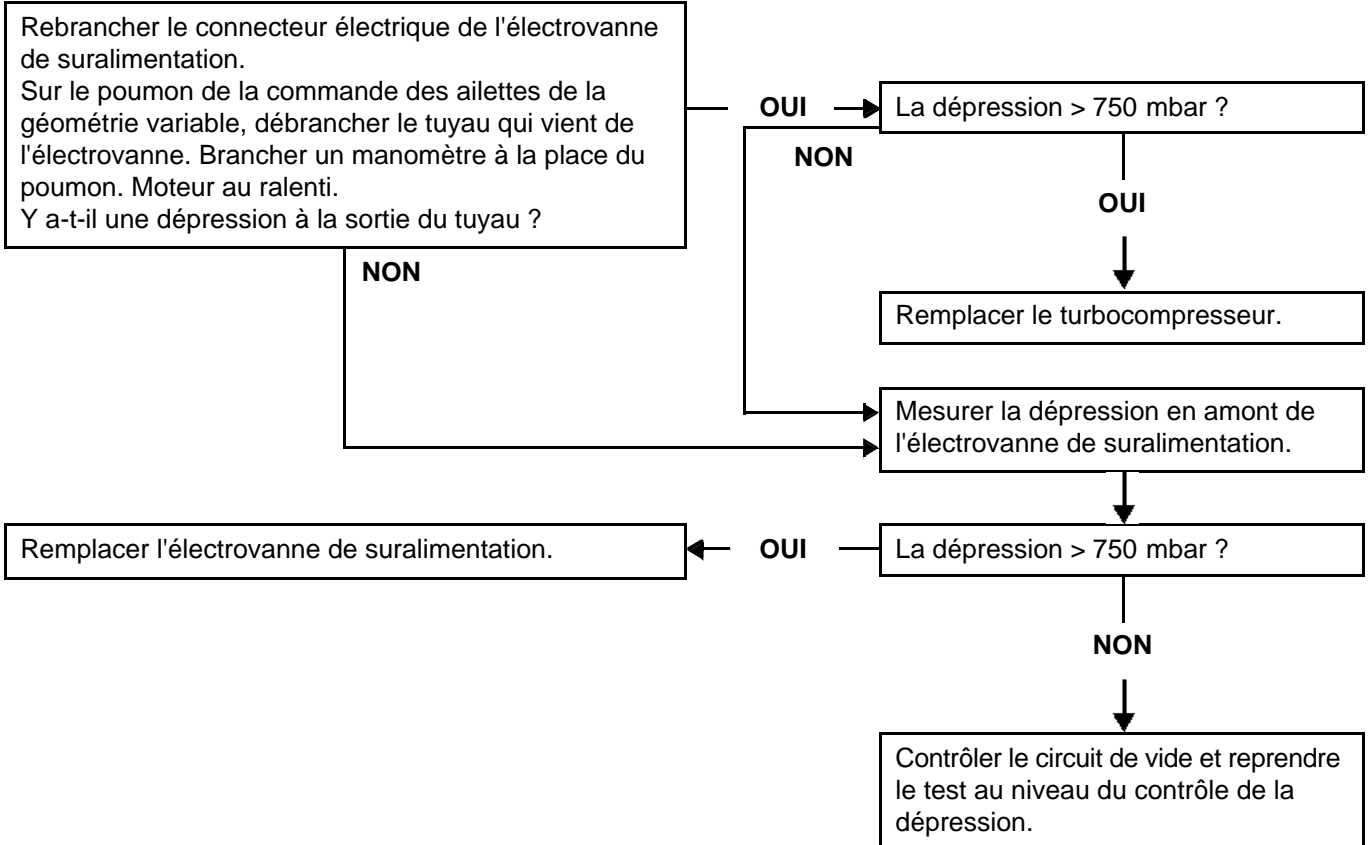 Rebrancher le connecteur électrique de l'électrovanne
de suralimentation.
Sur le poumon de la commande des ailettes de la
géométrie variable, débrancher le tuyau qui vient de
l'électrovanne. Brancher un manomètre à la place du
poumon. Moteur au ralenti.
Y a-t-il une dépression à la sortie du tuyau ?
OUI
La dépression > 750 mbar ?
NON
OUI
NON
Remplacer le turbocompresseur.
Mesurer la dépression en amont de
l'électrovanne de suralimentation.
Remplacer l'électrovanne de suralimentation.
OUI
La dépression > 750 mbar ?
NON
Contrôler le circuit de vide et reprendre
le test au niveau du contrôle de la
dépression.